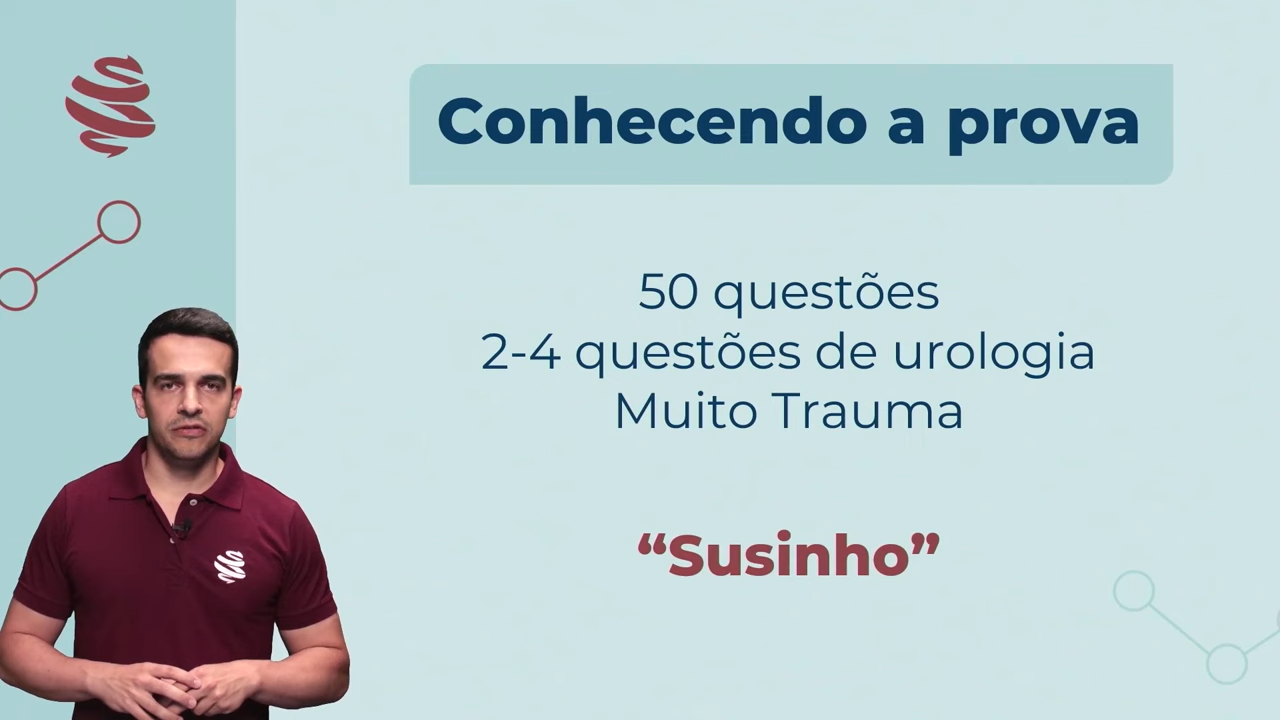 Conhecendo a prova
50 questões
2-4 questões de urologia
Muito Trauma
“Susinho”